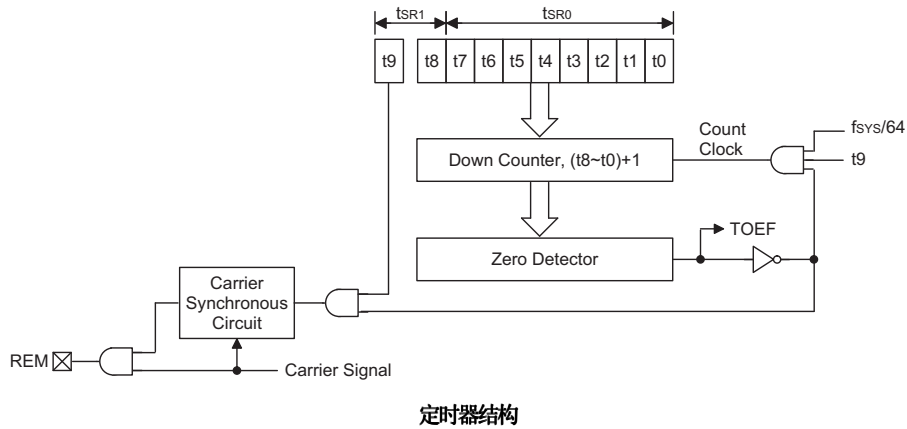 tSR1 tSR0
t9 t8 t7 t6 t5 t4 t3 t2 t1 t0
Count
Clock
fSYS/64
t9
Down Counter, (t8~t0)+1
TOEF
Zero Detector
Carrier
Synchronous
Circuit
REM
Carrier Signal
定时器结构